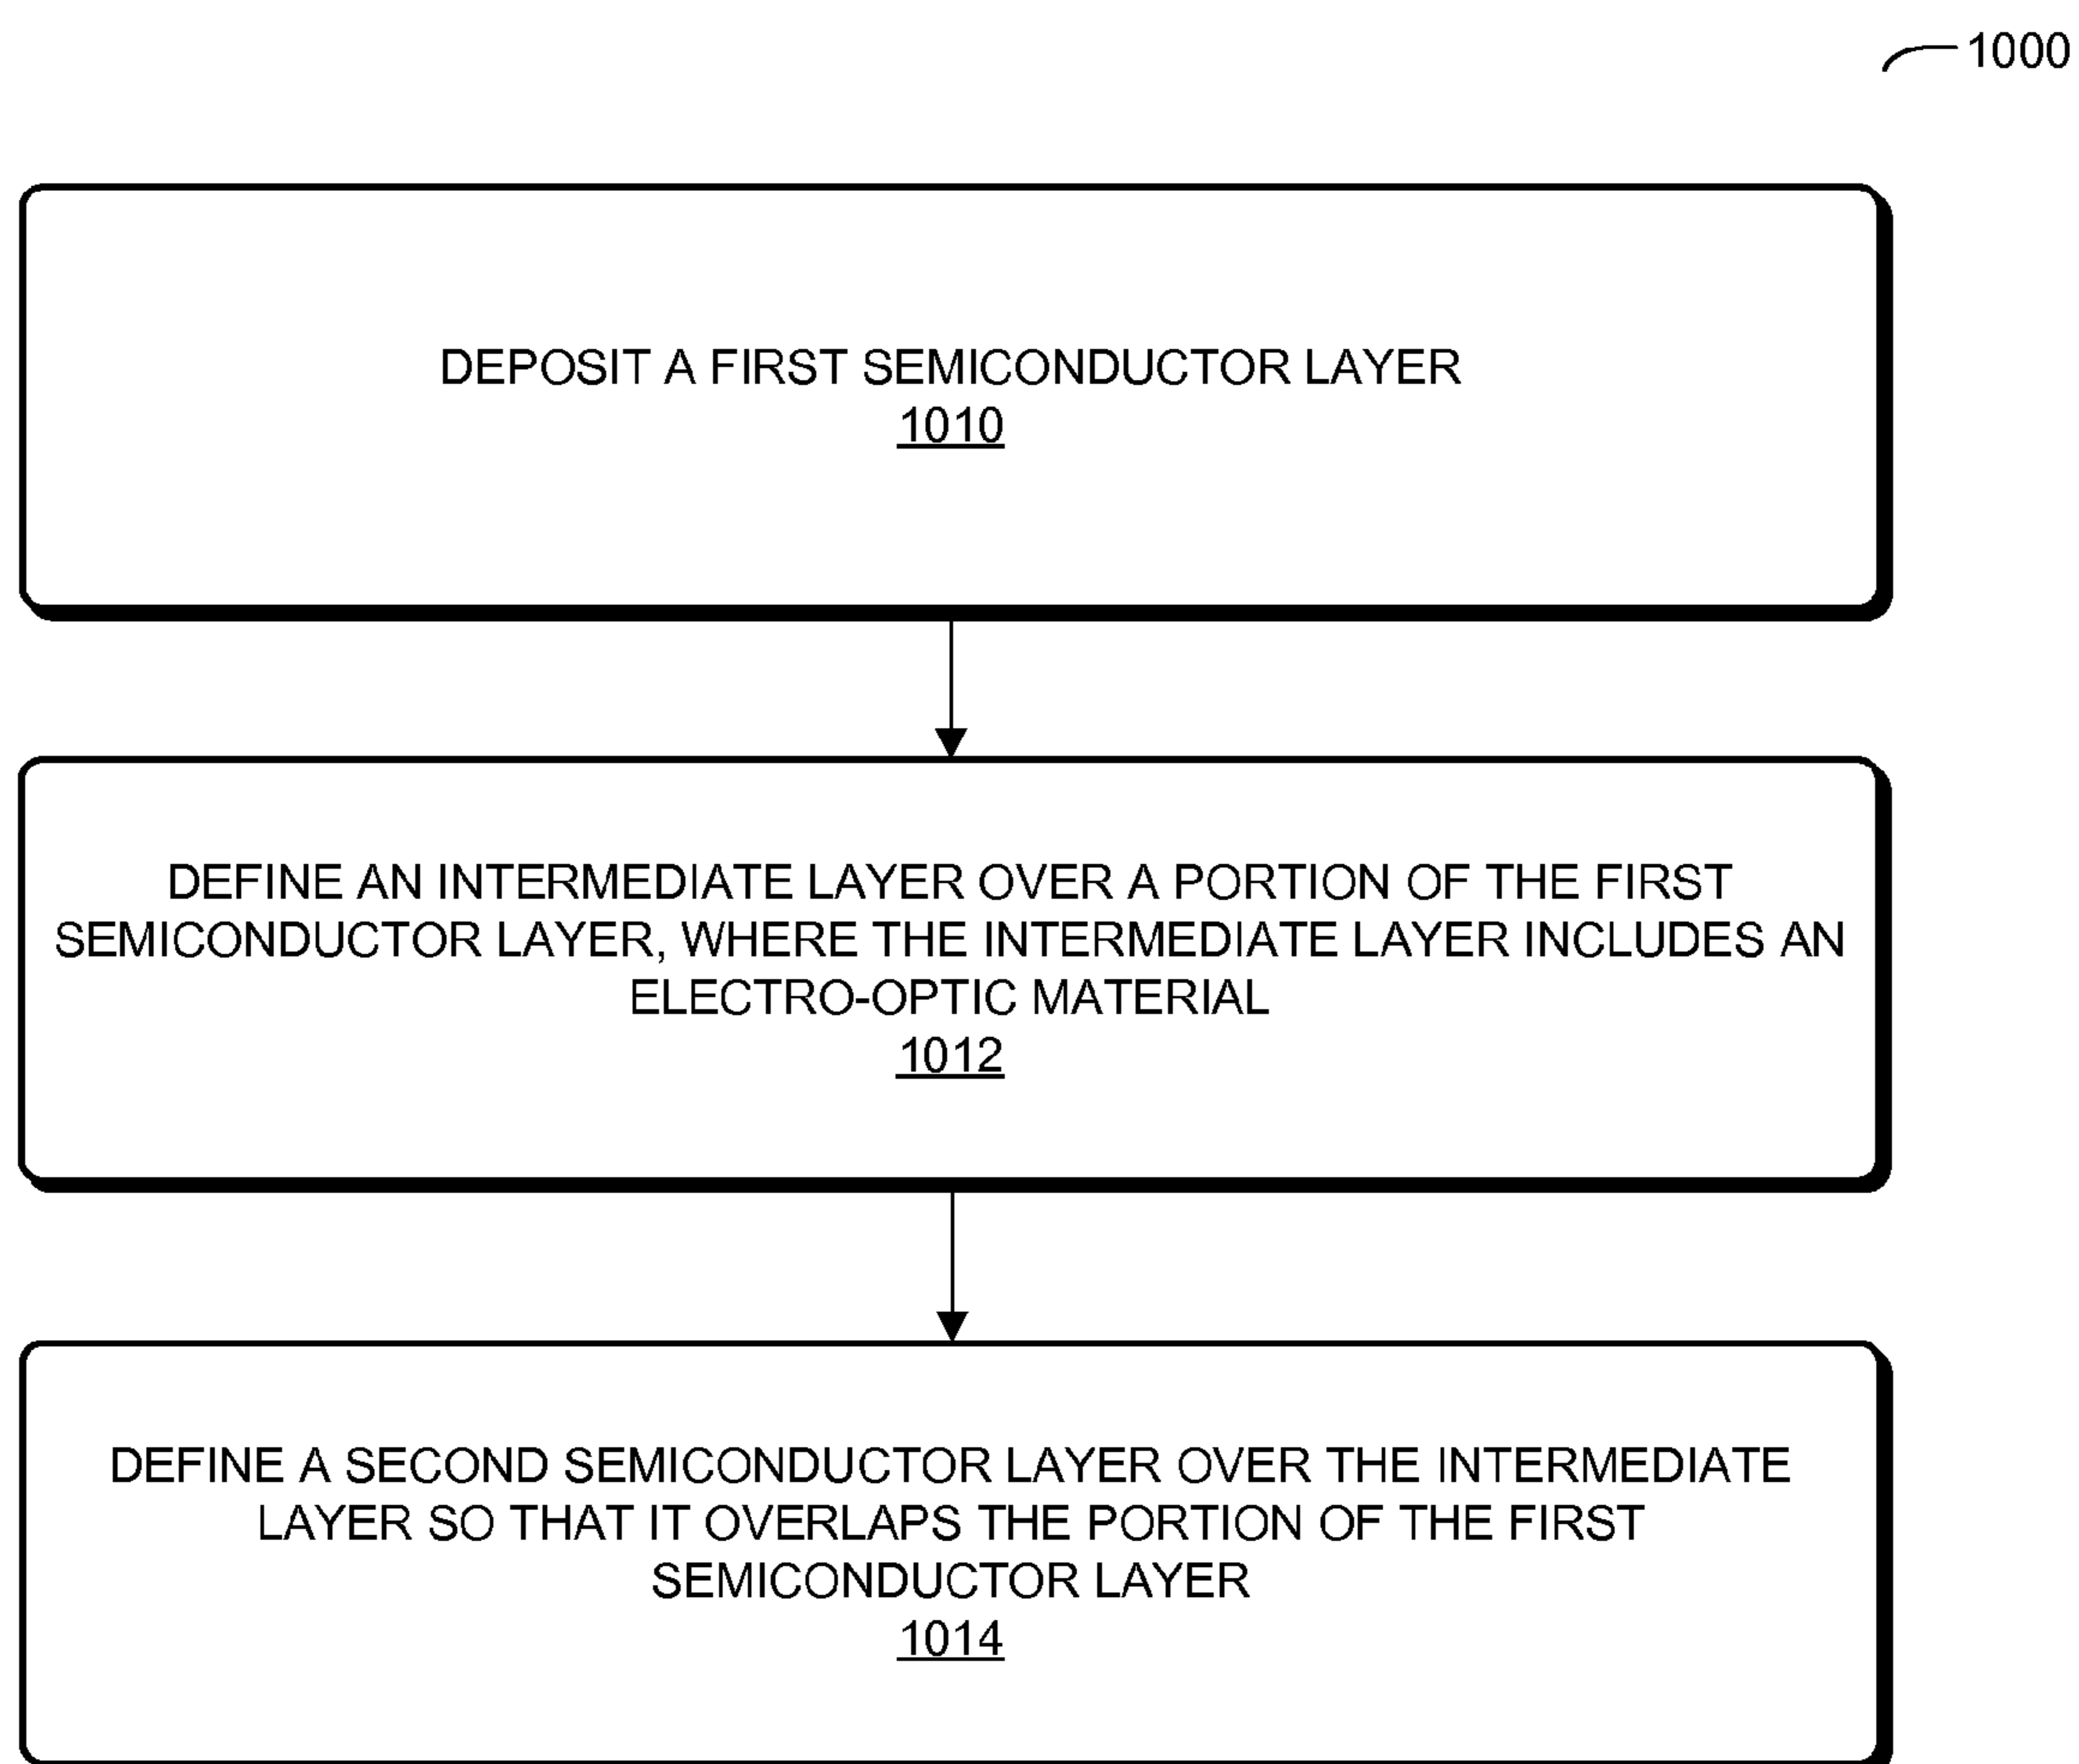 1000
DEPOSIT A FIRST SEMICONDUCTOR LAYER
1010
DEFINE AN INTERMEDIATE LAYER OVER A PORTION OF THE FIRST
SEMICONDUCTOR LAYER, WHERE THE INTERMEDIATE LAYER INCLUDES AN
ELECTRO-OPTIC MATERIAL
1012
DEFINE A SECOND SEMICONDUCTOR LAYER OVER THE INTERMEDIATE
LAYER SO THAT IT OVERLAPS THE PORTION OF THE FIRST
SEMICONDUCTOR LAYER
1014